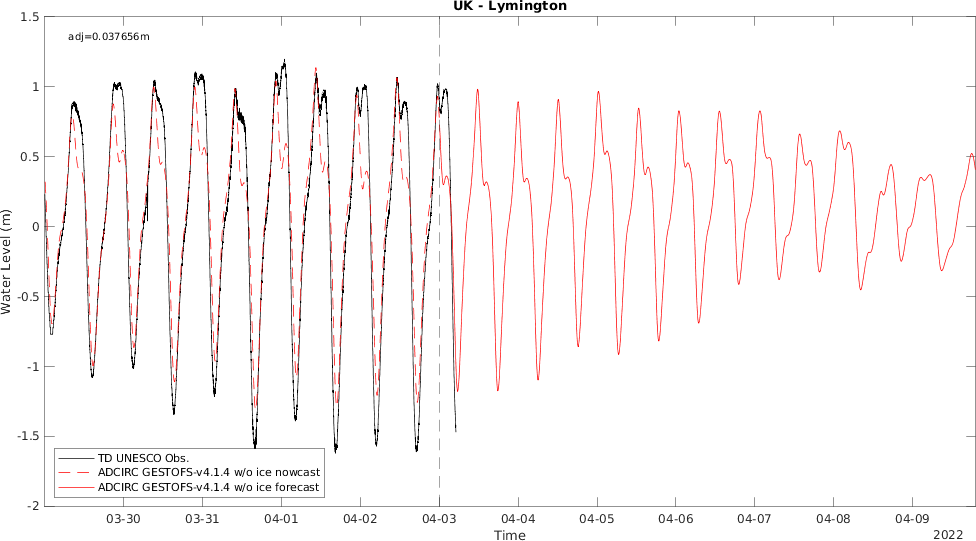 UK - Lymington
adj=0.037656m
1.5
1
0.5
0
-0.5
-1
-1.5
-2
Water Level (m)
TD UNESCO Obs.
ADCIRC GESTOFS-v4.1.4 w/o ice nowcast
ADCIRC GESTOFS-v4.1.4 w/o ice forecast
03-30 03-31 04-01 04-02 04-03 04-04 04-05 04-06 04-07 04-08 04-09
Time
2022